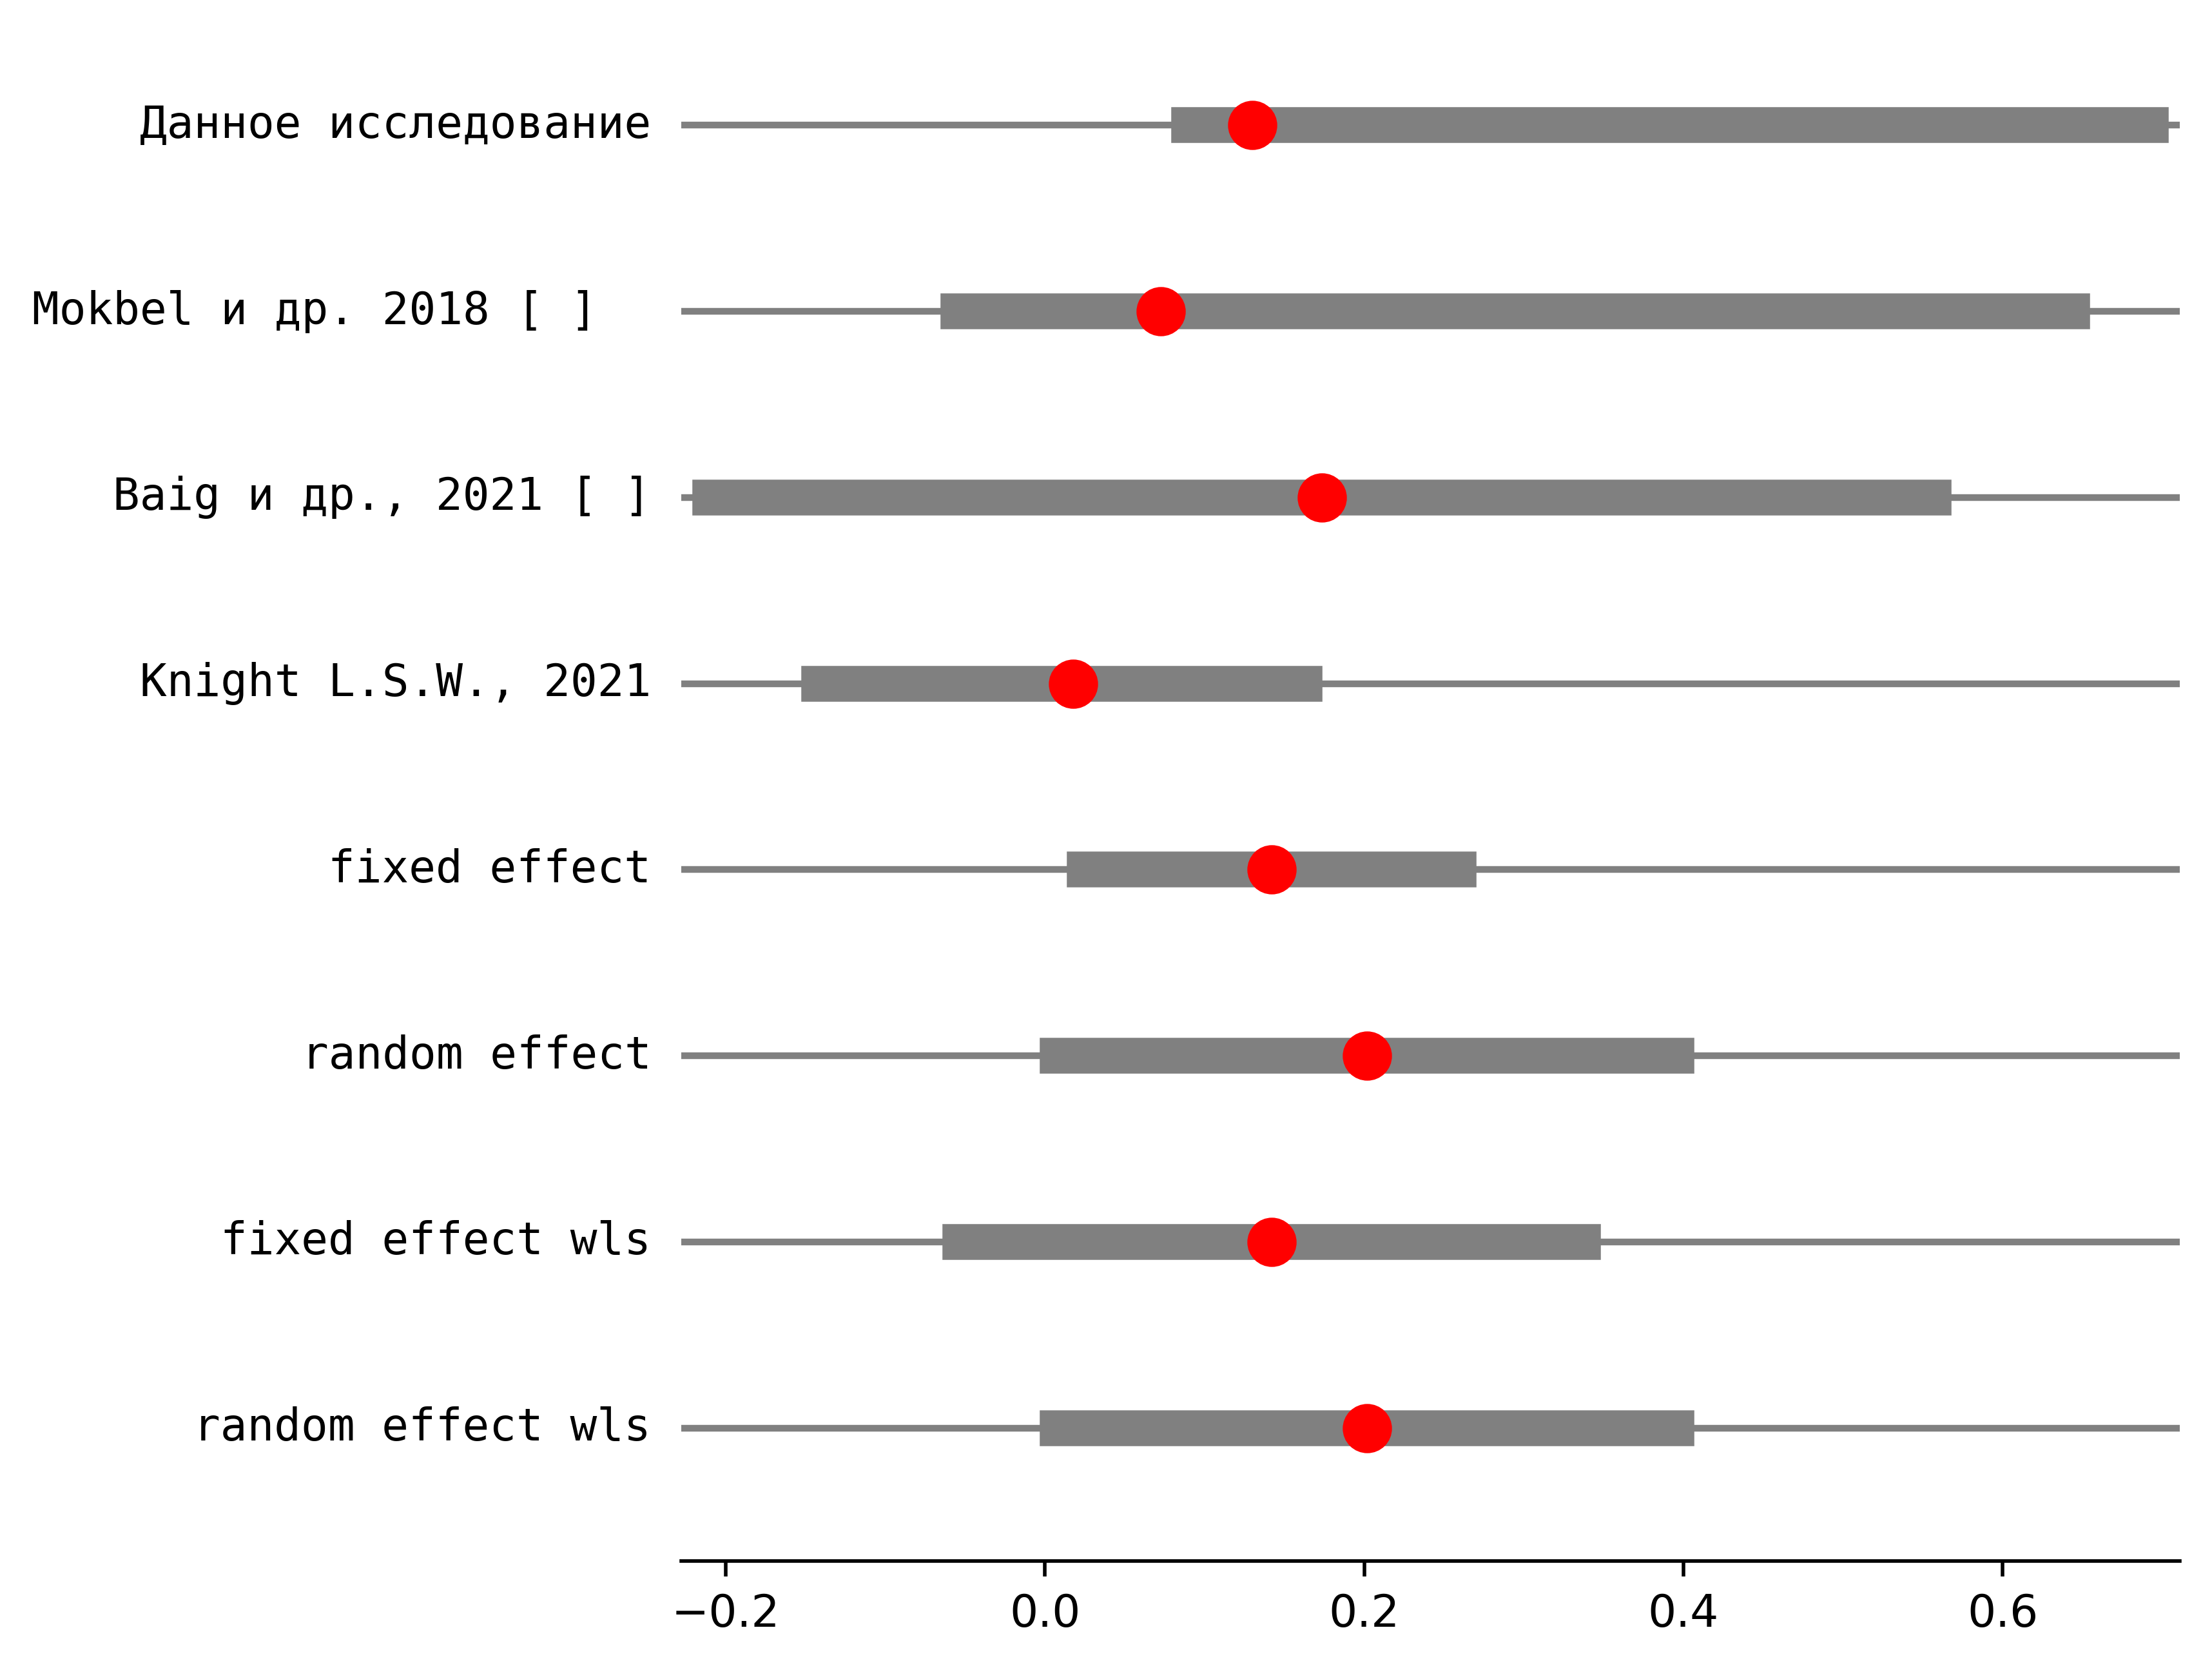 Данное исследование
Mokbel и др. 2018 [ ]
Baig и др., 2021 [ ]
Knight L.S.W., 2021
fixed effect
random effect
fixed effect wls
random effect wls
−0.2 0.0 0.2 0.4 0.6